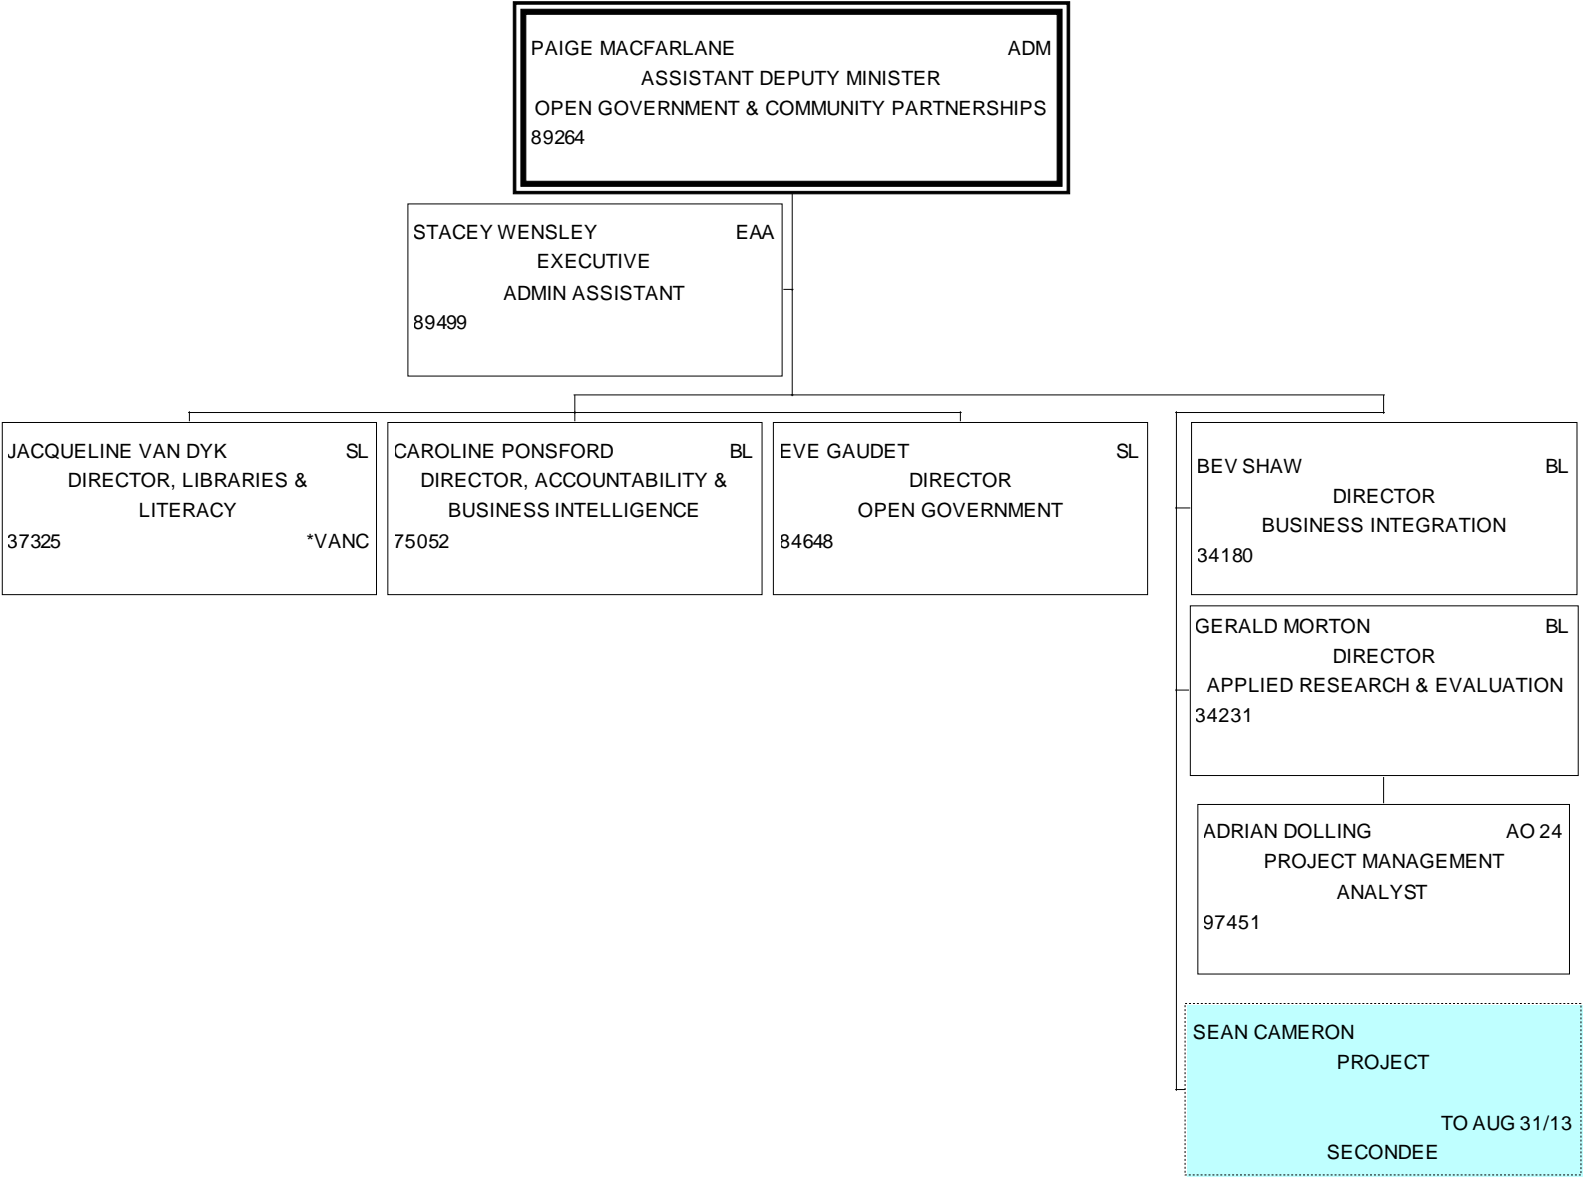 PAIGE MACFARLANE ADM
ASSISTANT DEPUTY MINISTER
OPEN GOVERNMENT & COMMUNITY PARTNERSHIPS
89264
STACEY WENSLEY EAA
EXECUTIVE
ADMIN ASSISTANT
89499
JACQUELINE VAN DYK SL
DIRECTOR, LIBRARIES &
LITERACY
37325 *VANC
CAROLINE PONSFORD BL
DIRECTOR, ACCOUNTABILITY &
BUSINESS INTELLIGENCE
75052
EVE GAUDET SL
DIRECTOR
OPEN GOVERNMENT
84648
BEV SHAW BL
DIRECTOR
BUSINESS INTEGRATION
34180
GERALD MORTON BL
DIRECTOR
APPLIED RESEARCH & EVALUATION
34231
ADRIAN DOLLING AO 24
PROJECT MANAGEMENT
ANALYST
97451
SEAN CAMERON
PROJECT
TO AUG 31/13
SECONDEE